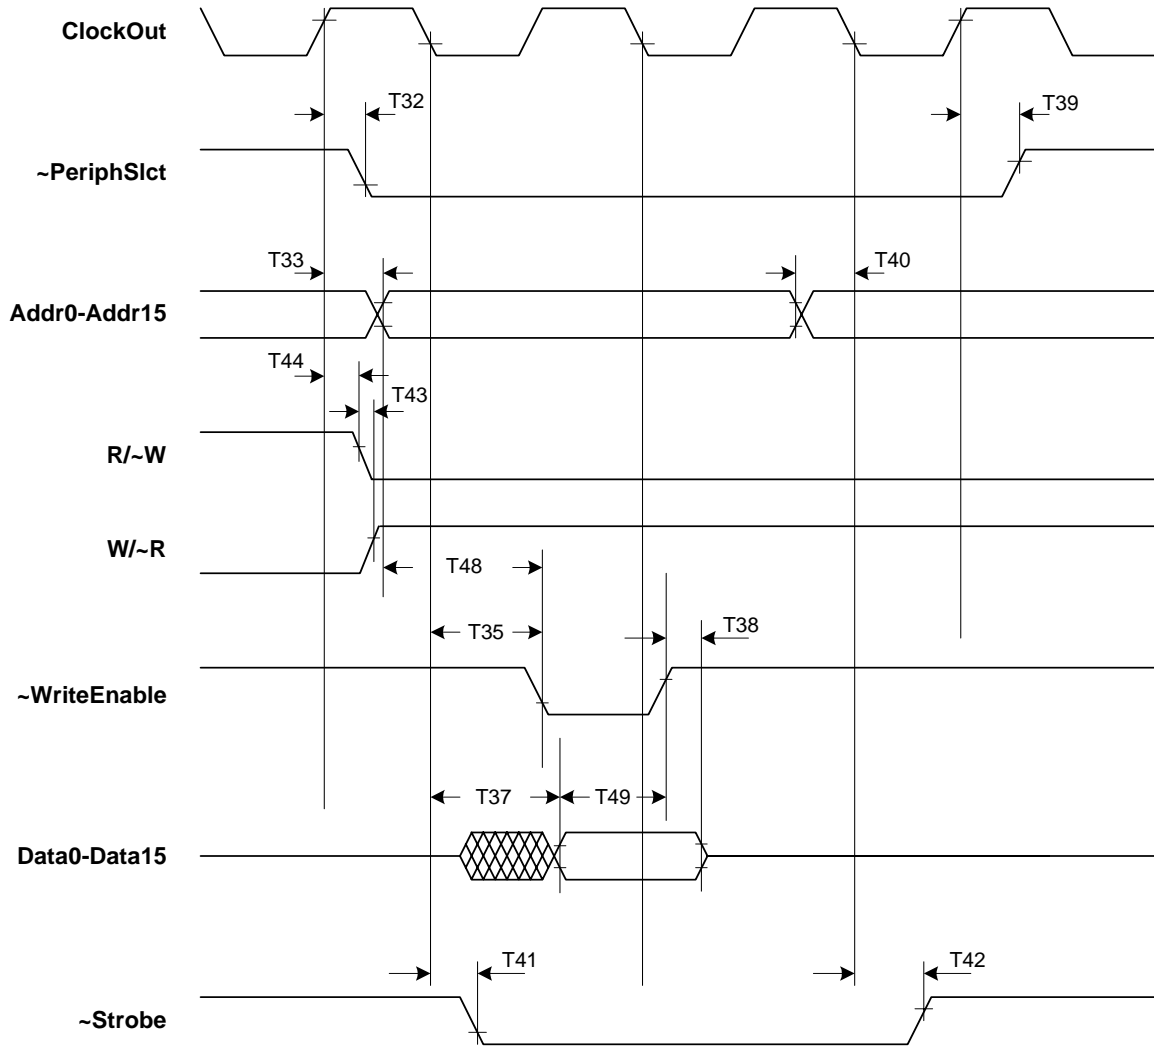 ClockOut
T32
T39
~PeriphSlct
T33
T40
Addr0-Addr15
T44
T43
R/~W
W/~R
T48
T35
T38
~WriteEnable
T37
T49
Data0-Data15
T41
T42
~Strobe